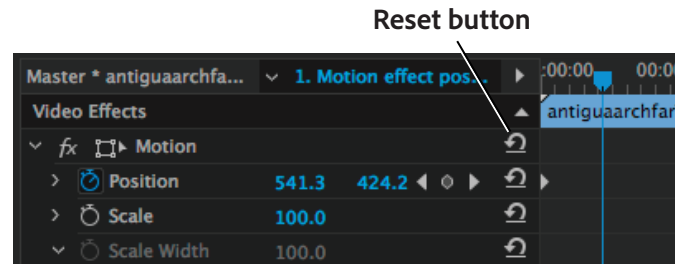 Reset button
Master * antiguaarchfa... 1. Motion effect pos... :00:00 00:0
Video Effects antiguaarchfar
fx Motion
Position 541.3 424.2
Scale 100.0
Scale Width 100.0